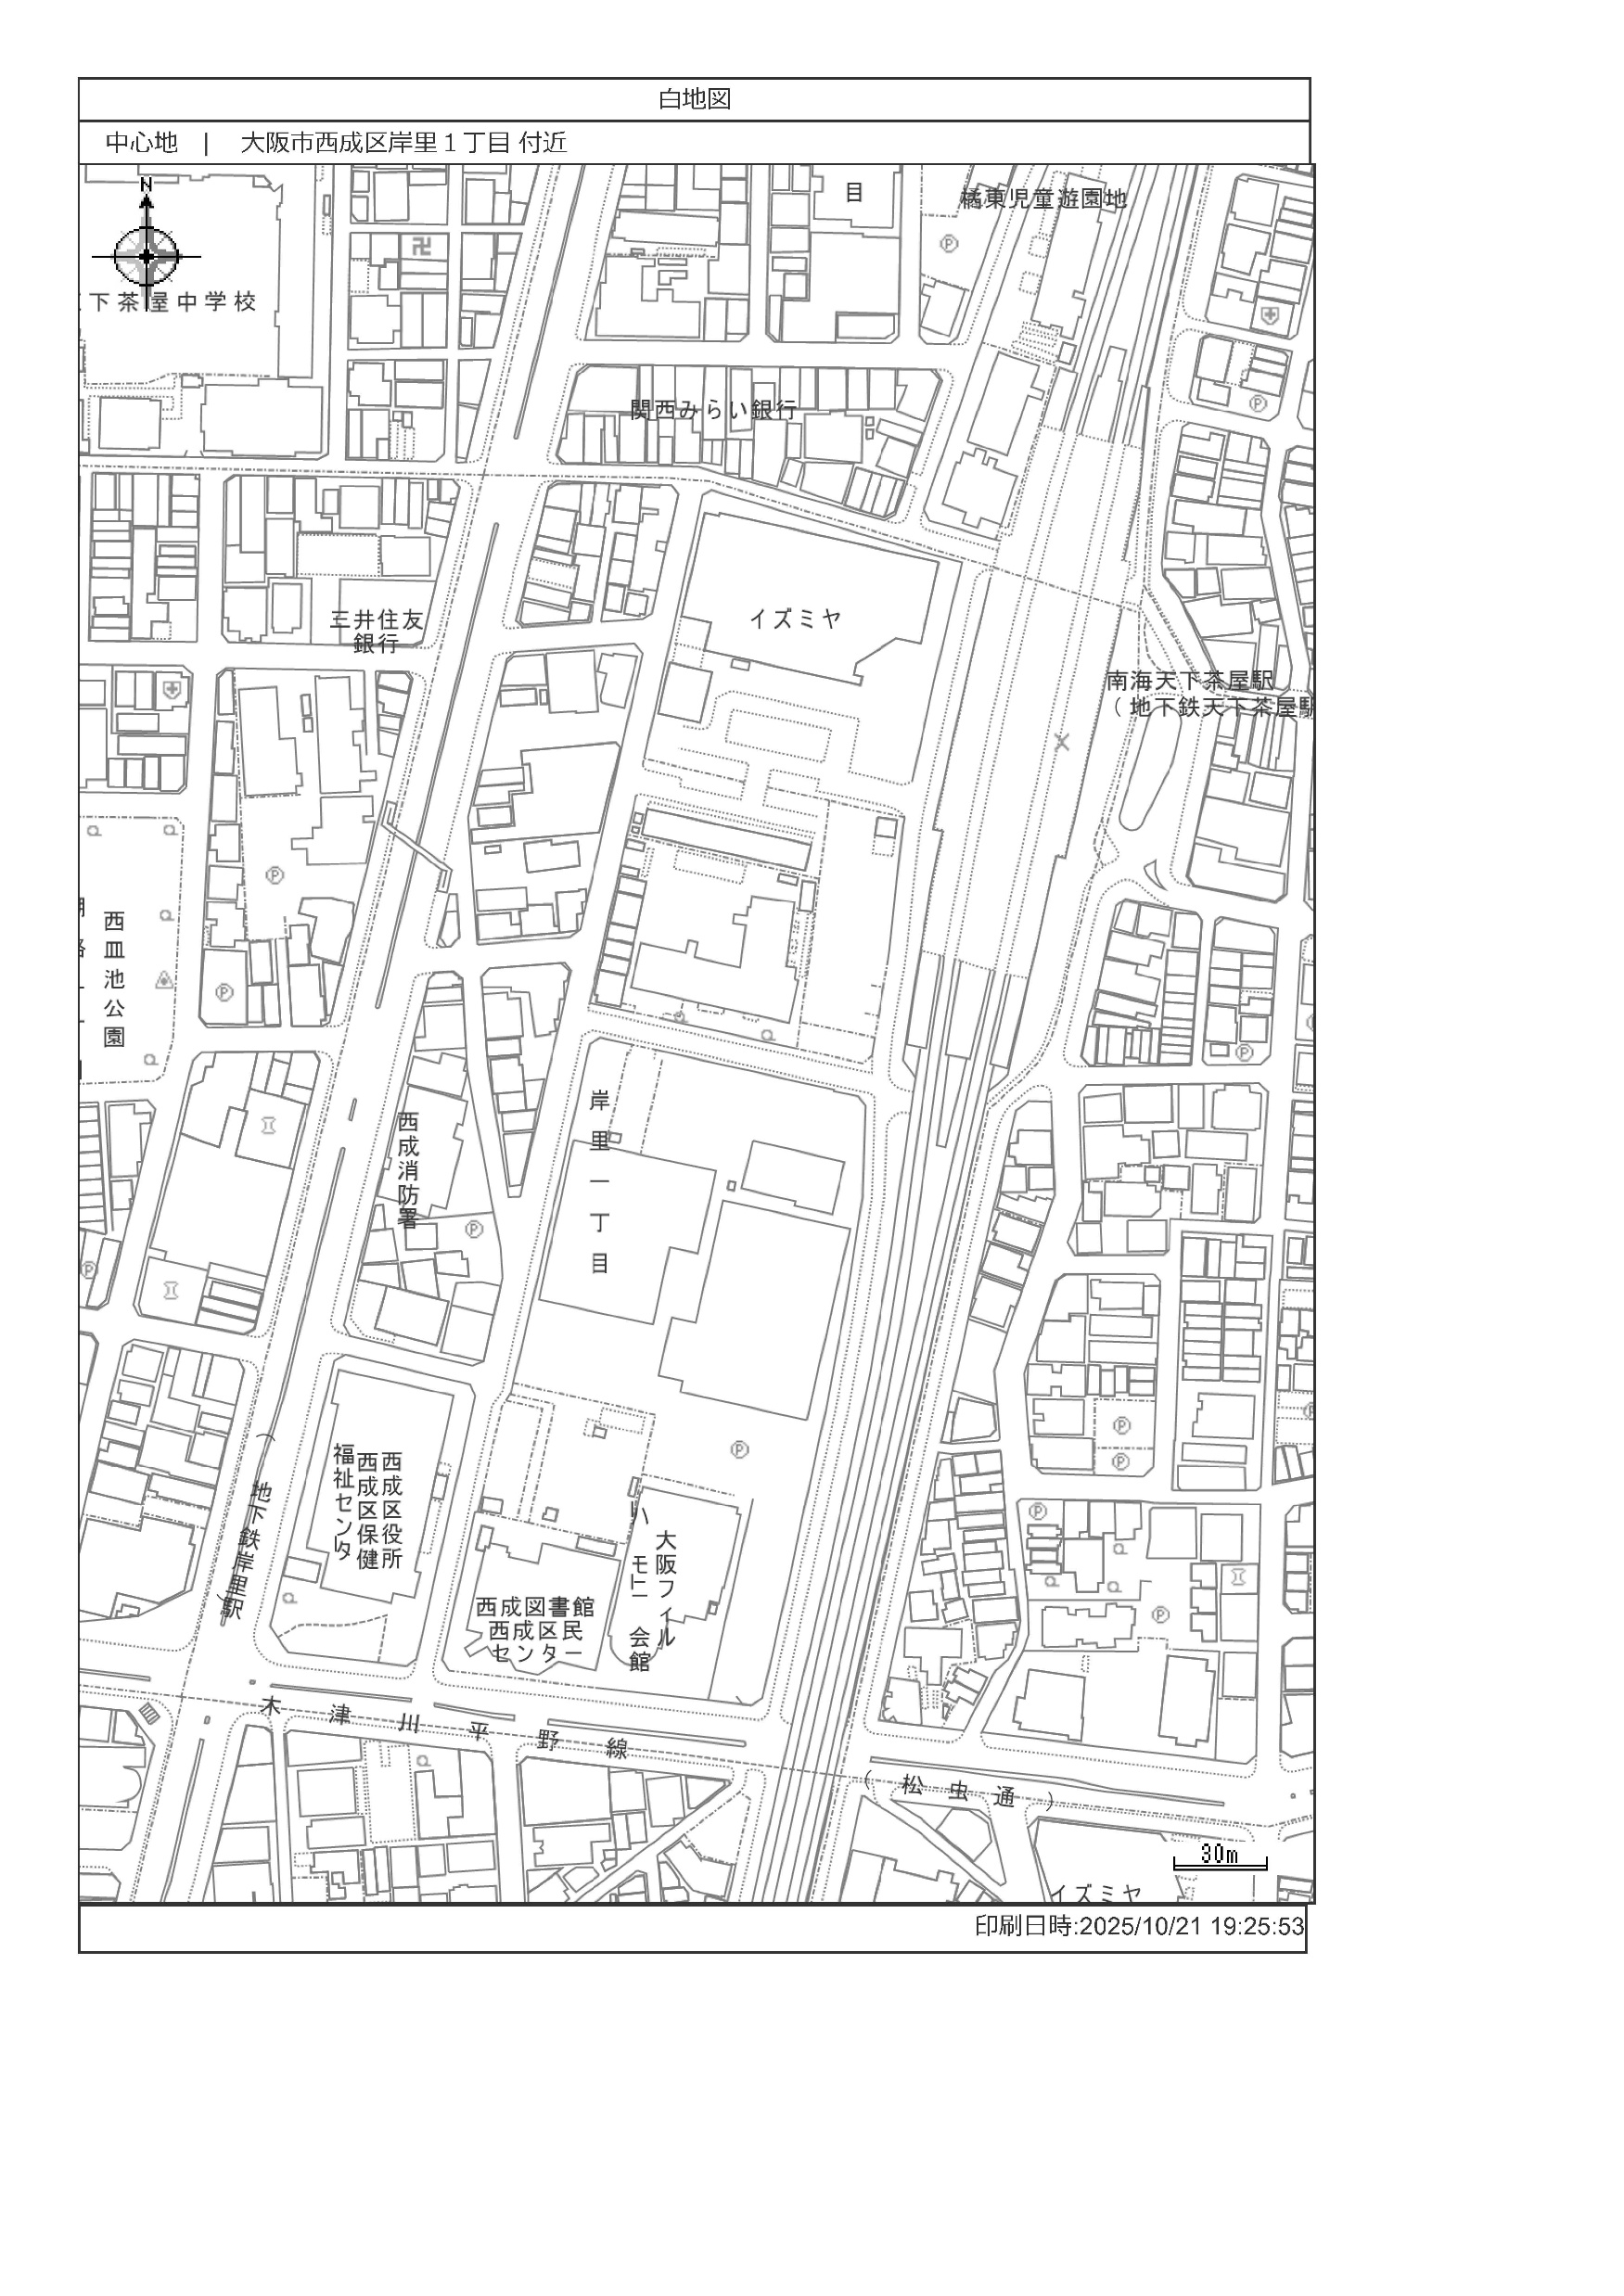 白地図
中心地 | 大阪市西成区岸里１丁目 付近
N
目
橘東児童遊園地
下茶屋中学校
関西みらい銀行
イズミヤ
三井住友
銀行
南海天下茶屋駅
（地下鉄天下茶屋駅
西皿池公園
岸里一丁目
西成消防署
西成区役所
西成区保健
福祉センター
（地下鉄岸里駅）
大阪フィル
ハーモニー会館
西成図書館
西成区民
センター
木津川平野線
（松虫通）
30m
イズミヤ
印刷日時:2025/10/21 19:25:53